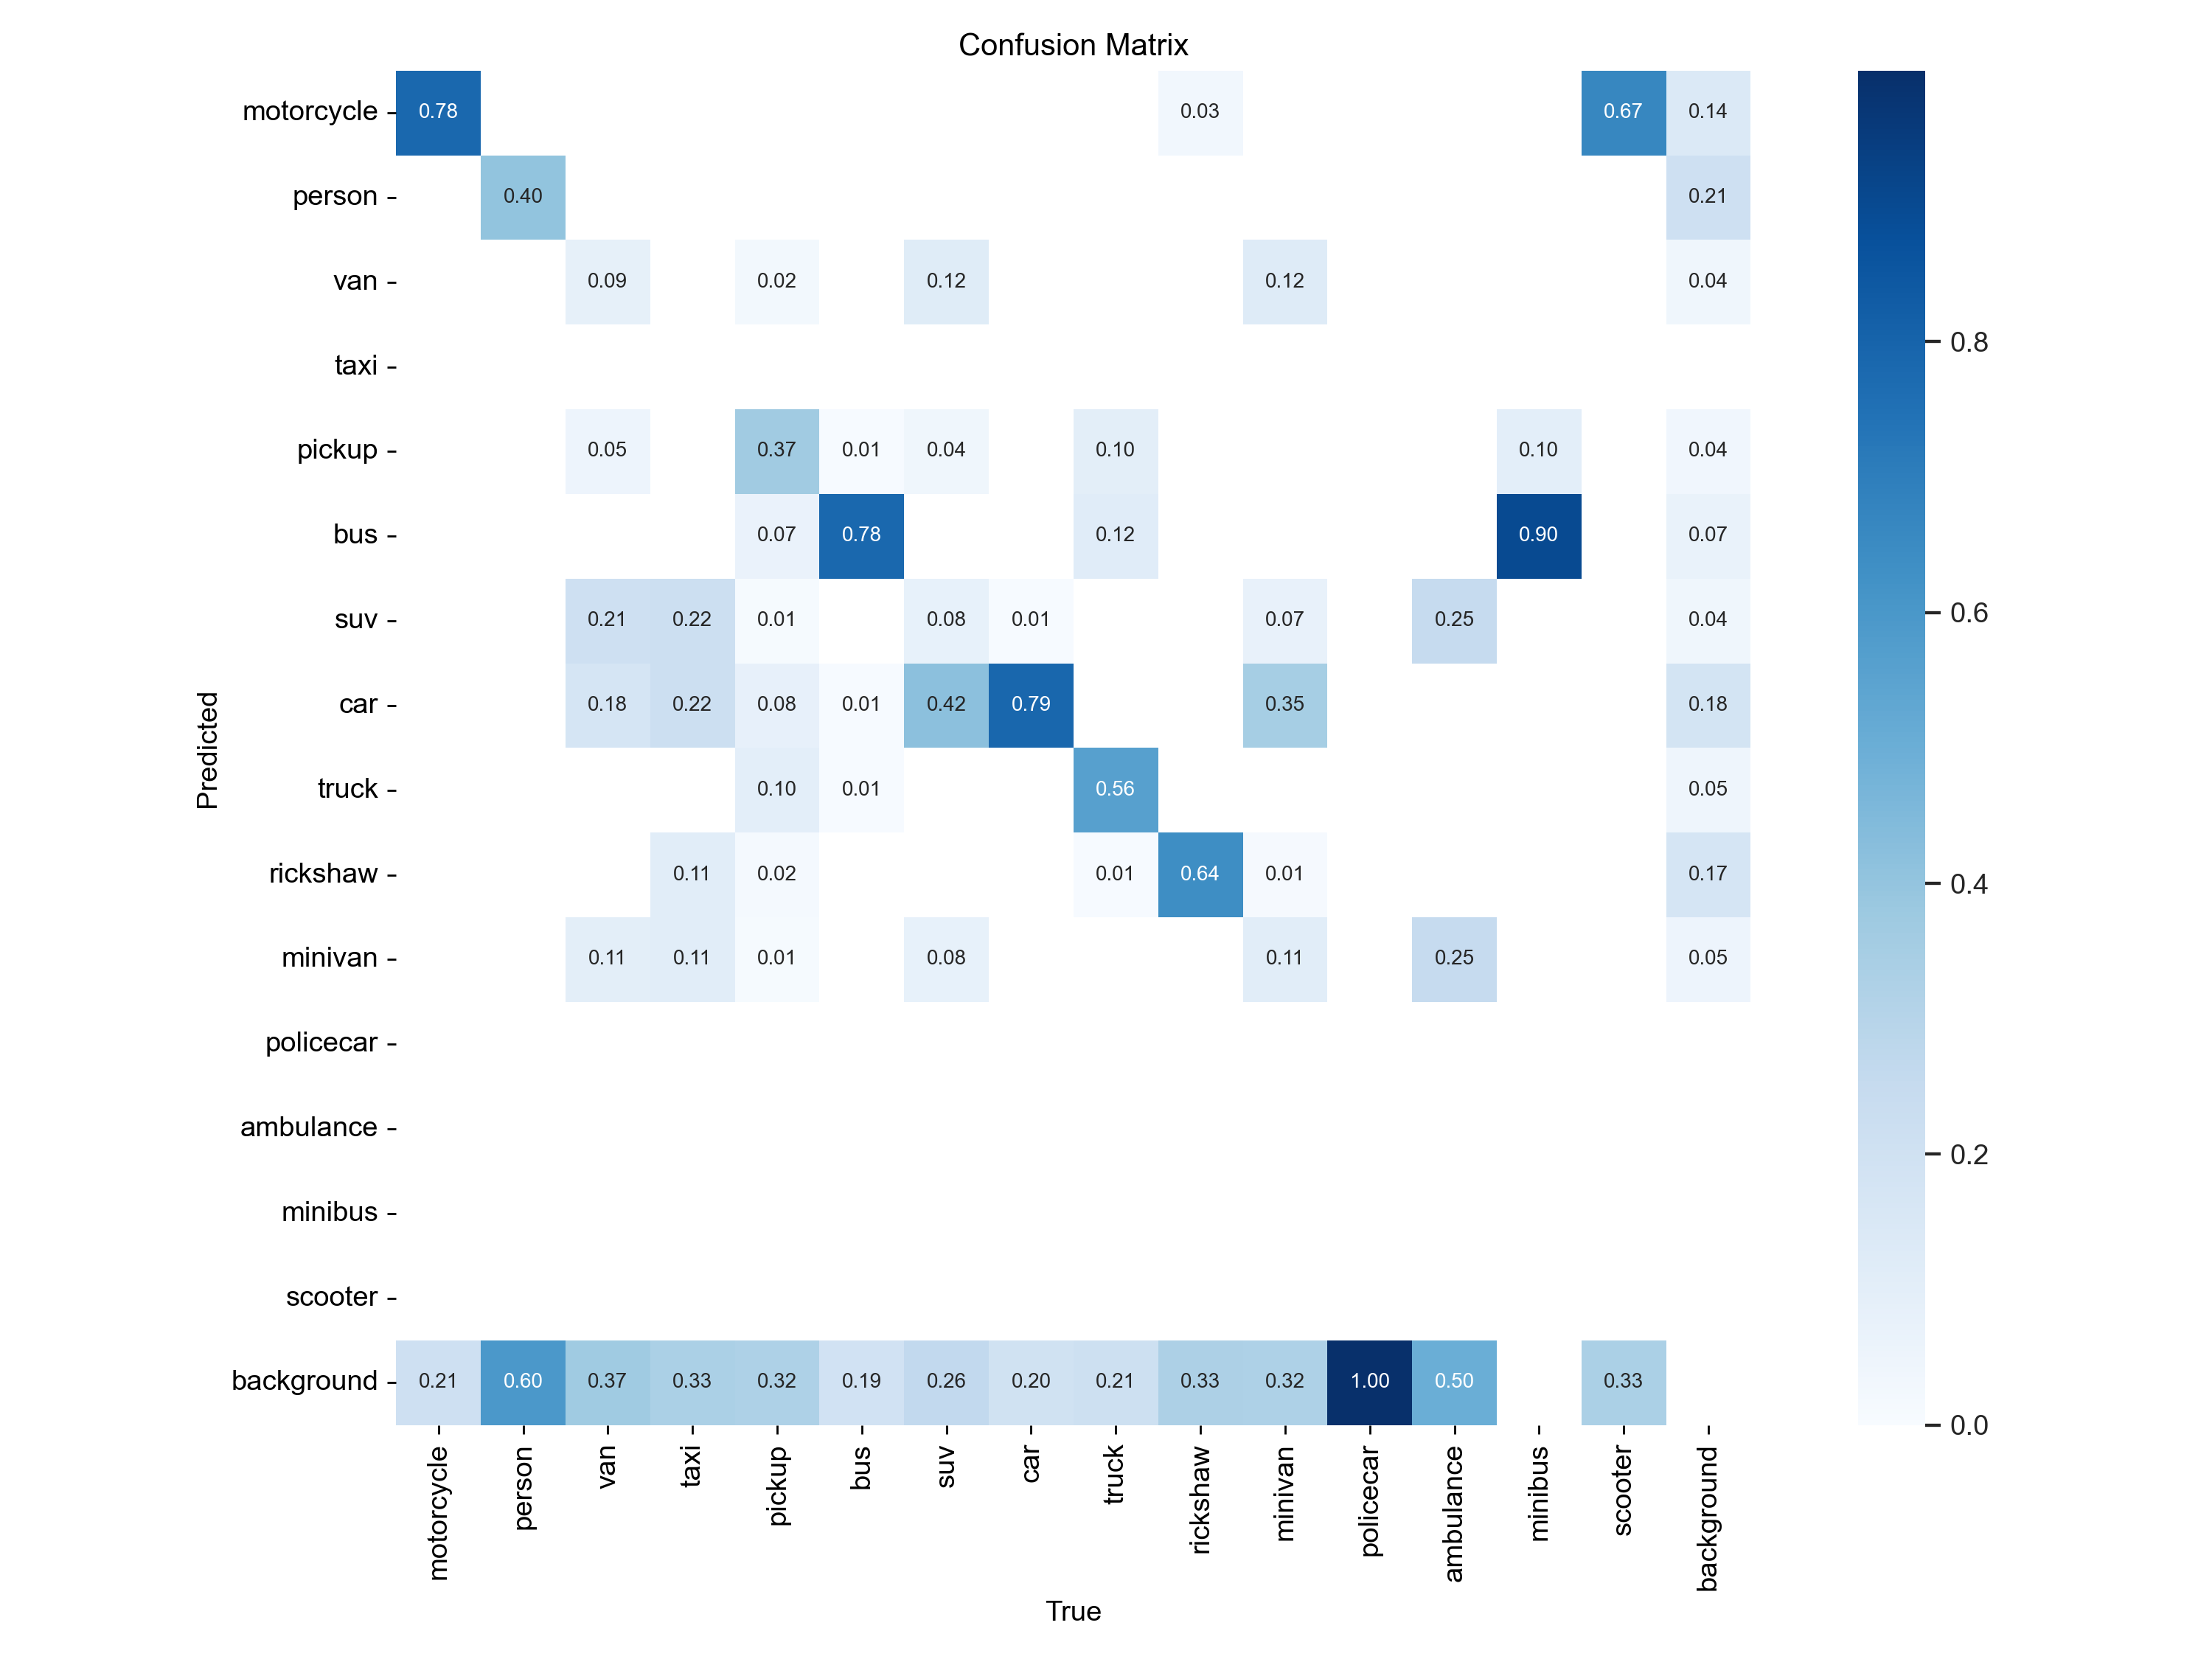 Confusion Matrix
motorcycle 0.78 0.03 0.67 0.14
person 0.40 0.21
van 0.09 0.02 0.12 0.12 0.04
taxi
pickup 0.05 0.37 0.01 0.04 0.10 0.10 0.04
bus 0.07 0.78 0.12 0.90 0.07
suv 0.21 0.22 0.01 0.08 0.01 0.07 0.25 0.04
car 0.18 0.22 0.08 0.01 0.42 0.79 0.35 0.18
truck 0.10 0.01 0.56 0.05
rickshaw 0.11 0.02 0.01 0.64 0.01 0.17
minivan 0.11 0.11 0.01 0.08 0.11 0.25 0.05
policecar
ambulance
minibus
scooter
background 0.21 0.60 0.37 0.33 0.32 0.19 0.26 0.20 0.21 0.33 0.32 1.00 0.50 0.33
Predicted
motorcycle person van taxi pickup bus suv car truck rickshaw minivan policecar ambulance minibus scooter background
True
0.8
0.6
0.4
0.2
0.0